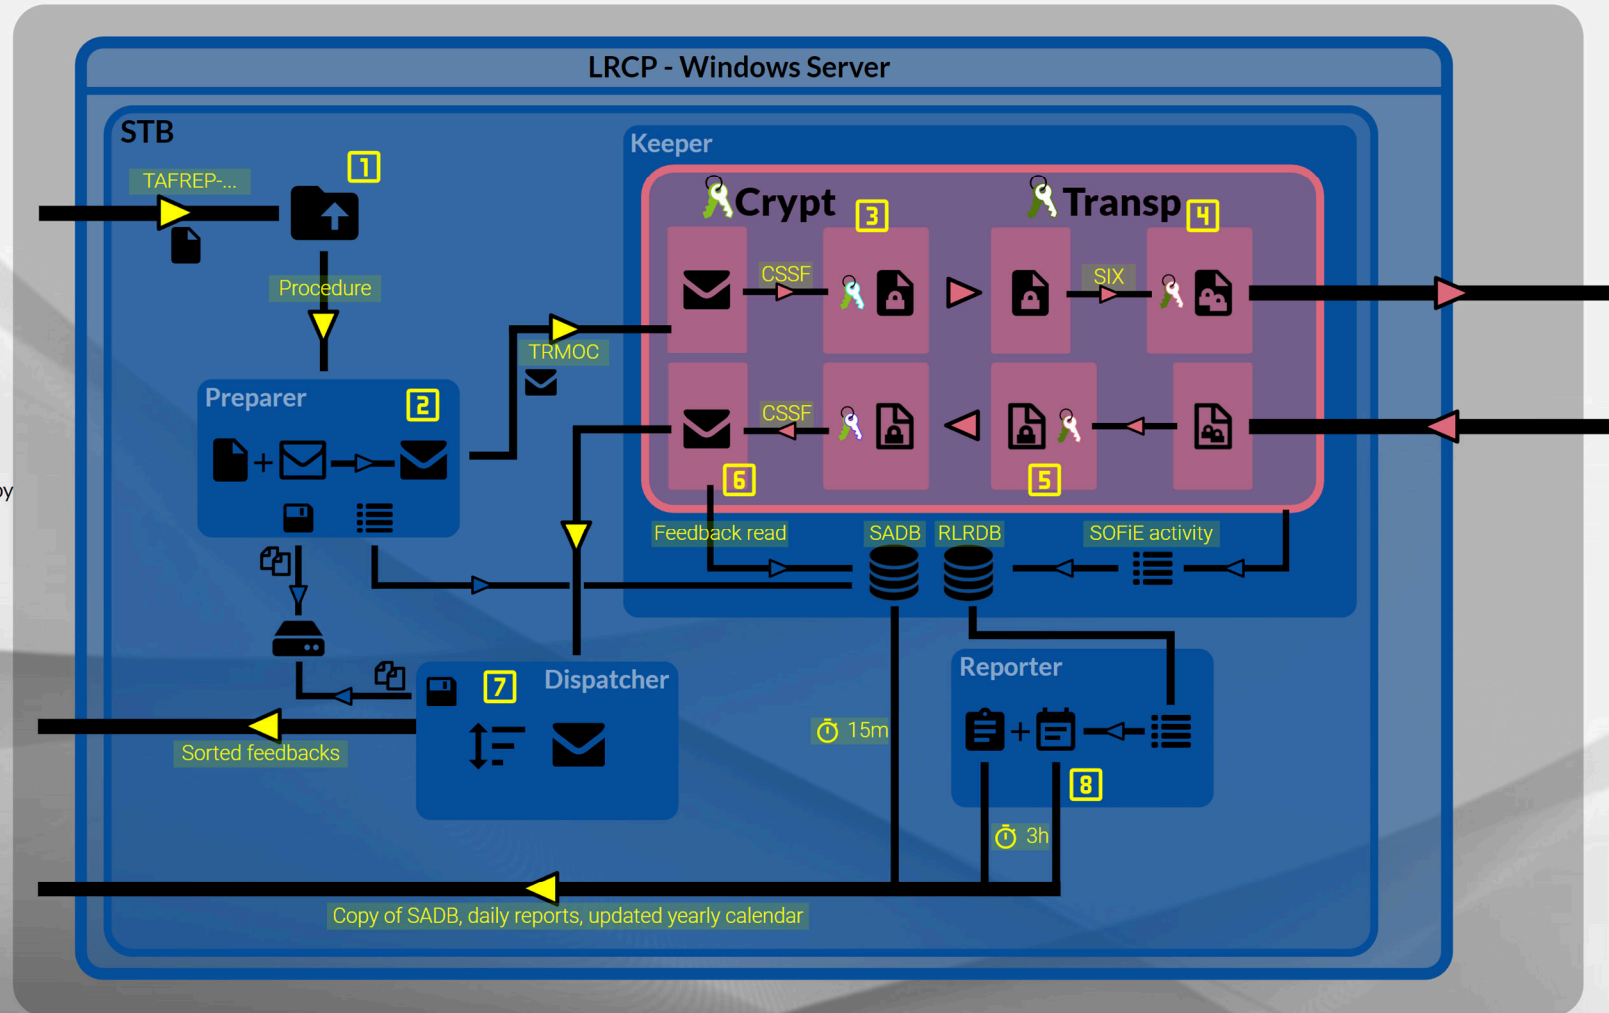 LRCP - Windows Server
STB
Keeper
TAFREP-...
1
Crypt
3
Transp
4
CSSF
SIX
Procedure
TRMOC
Preparer
2
CSSF
6
5
oy
Feedback read
SADB
RLRDB
SOFiE activity
7
Dispatcher
Reporter
15m
Sorted feedbacks
8
3h
Copy of SADB, daily reports, updated yearly calendar